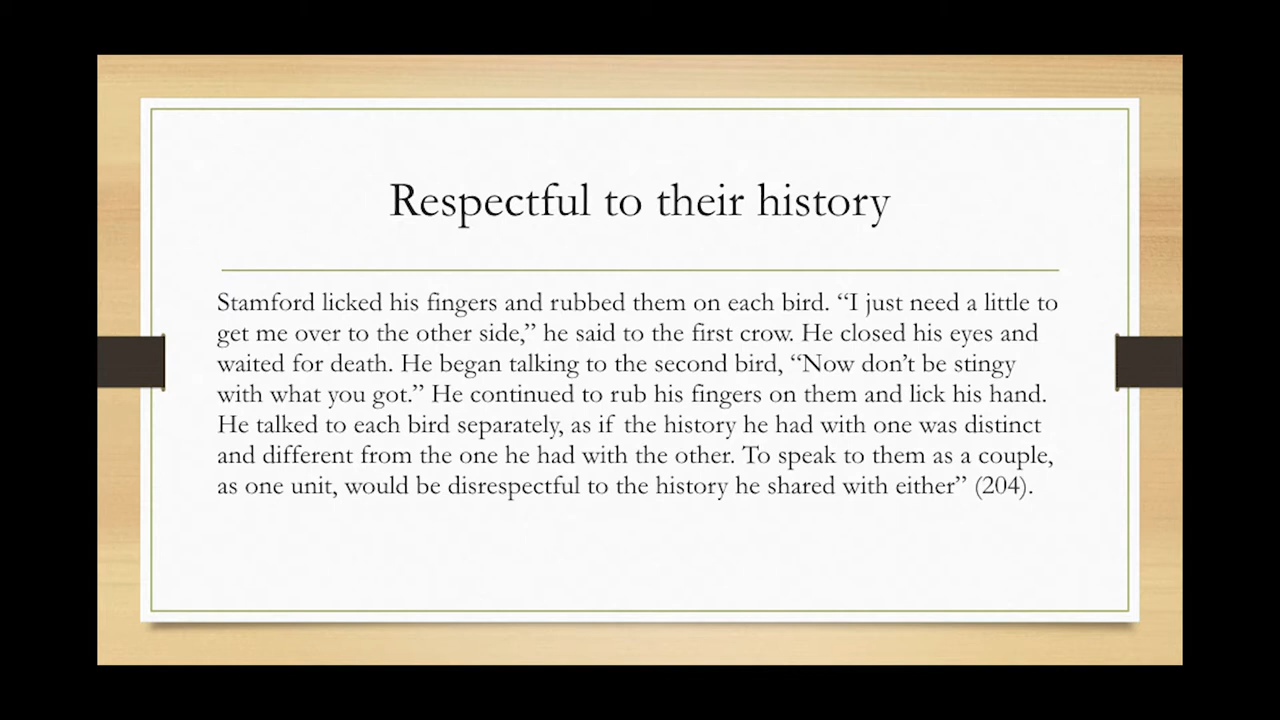 Respectful to their history
Stamford licked his fingers and rubbed them on each bird. “I just need a little to
get me over to the other side,” he said to the first crow. He closed his eyes and
waited for death. He began talking to the second bird, “Now don’t be stingy
with what you got.” He continued to rub his fingers on them and lick his hand.
He talked to each bird separately, as if the history he had with one was distinct
and different from the one he had with the other. To speak to them as a couple,
as one unit, would be disrespectful to the history he shared with either” (204).